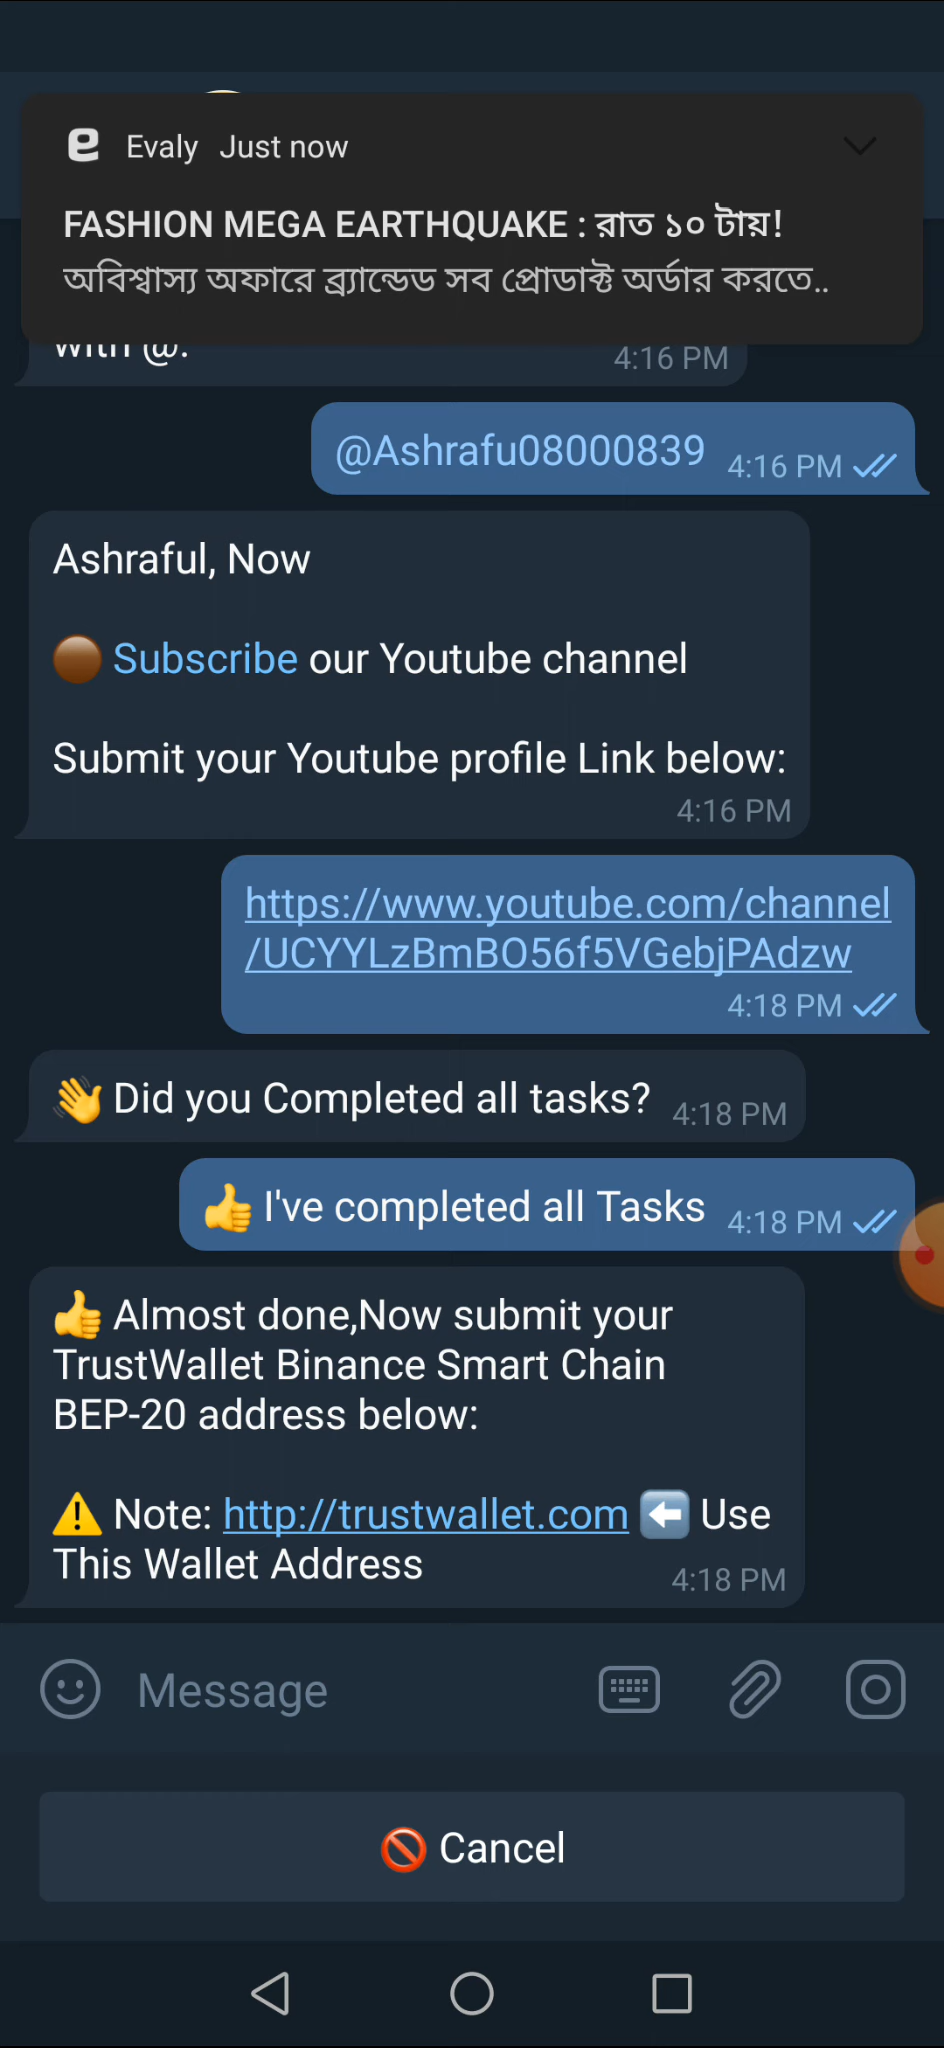 Evaly Just now
FASHION MEGA EARTHQUAKE : রাত ১০ টায়!
অবিশ্বাস্য অফারে ব্র্যান্ডেড সব প্রোডাক্ট অর্ডার করতে..
with @.
4:16 PM
@Ashrafu08000839 4:16 PM
Ashraful, Now
Subscribe our Youtube channel
Submit your Youtube profile Link below:
4:16 PM
https://www.youtube.com/channel
/UCYYLzBmBO56f5VGebjPAdzw
4:18 PM
👋 Did you Completed all tasks? 4:18 PM
👍 I've completed all Tasks 4:18 PM
👍 Almost done,Now submit your
TrustWallet Binance Smart Chain
BEP-20 address below:
⚠️ Note: http://trustwallet.com ⬅️ Use
This Wallet Address
4:18 PM
Message
🚫 Cancel